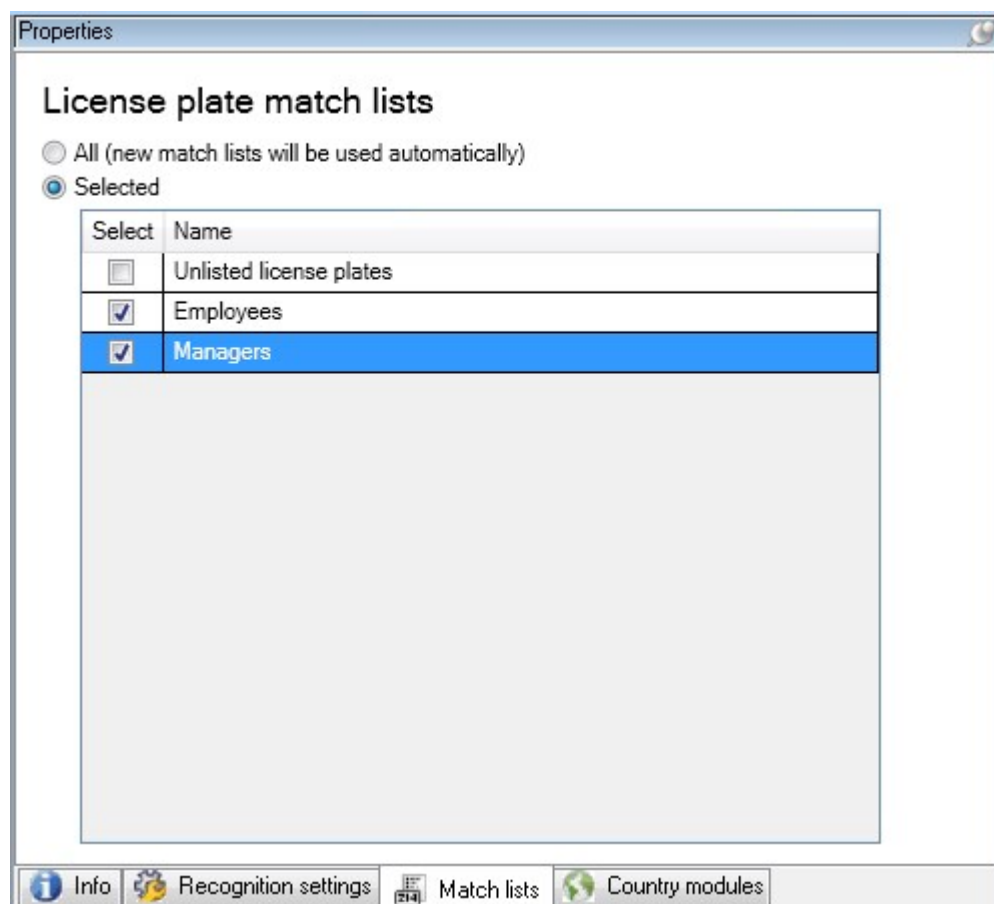 Properties
License plate match lists
All (new match lists will be used automatically)
Selected
Select Name
Unlisted license plates
Employees
Managers
Info Recognition settings 214 Match lists Country modules